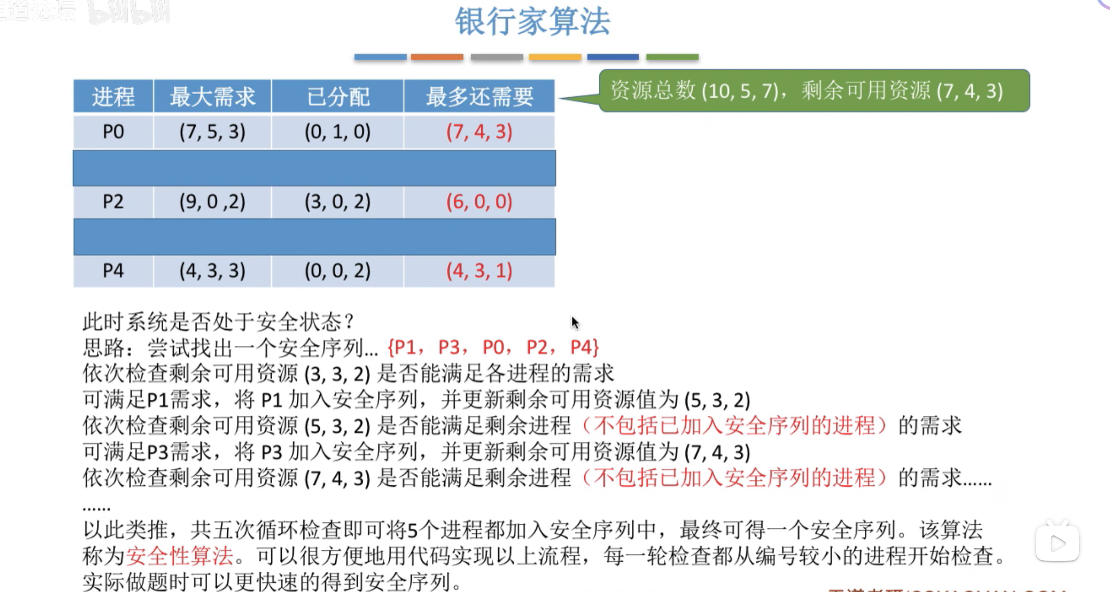 bilibili
银行家算法
资源总数 (10, 5, 7)，剩余可用资源 (7, 4, 3)
进程 最大需求 已分配 最多还需要
P0 (7, 5, 3) (0, 1, 0) (7, 4, 3)
P2 (9, 0 ,2) (3, 0, 2) (6, 0, 0)
P4 (4, 3, 3) (0, 0, 2) (4, 3, 1)
此时系统是否处于安全状态？
思路：尝试找出一个安全序列... {P1，P3，P0，P2，P4}
依次检查剩余可用资源 (3, 3, 2) 是否能满足各进程的需求
可满足P1需求，将 P1 加入安全序列，并更新剩余可用资源值为 (5, 3, 2)
依次检查剩余可用资源 (5, 3, 2) 是否能满足剩余进程（不包括已加入安全序列的进程）的需求
可满足P3需求，将 P3 加入安全序列，并更新剩余可用资源值为 (7, 4, 3)
依次检查剩余可用资源 (7, 4, 3) 是否能满足剩余进程（不包括已加入安全序列的进程）的需求......
......
以此类推，共五次循环检查即可将5个进程都加入安全序列中，最终可得一个安全序列。该算法
称为安全性算法。可以很方便地用代码实现以上流程，每一轮检查都从编号较小的进程开始检查。
实际做题时可以更快速的得到安全序列。